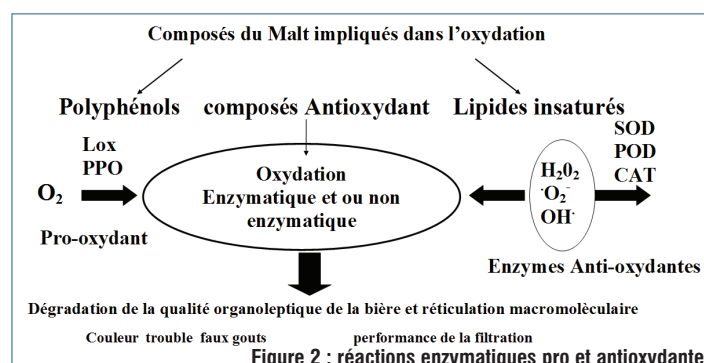 Composés du Malt impliqués dans l'oxydation
Polyphénols composés Antioxydant Lipides insaturés
Lox
PPO
O₂
Pro-oxydant
Oxydation
Enzymatique et ou non
enzymatique
H₂0₂
·O₂⁻
OH·
SOD
POD
CAT
Enzymes Anti-oxydantes
Dégradation de la qualité organoleptique de la bière et réticulation macromolèculaire
Couleur trouble faux gouts performance de la filtration
Figure 2 : réactions enzymatiques pro et antioxydante